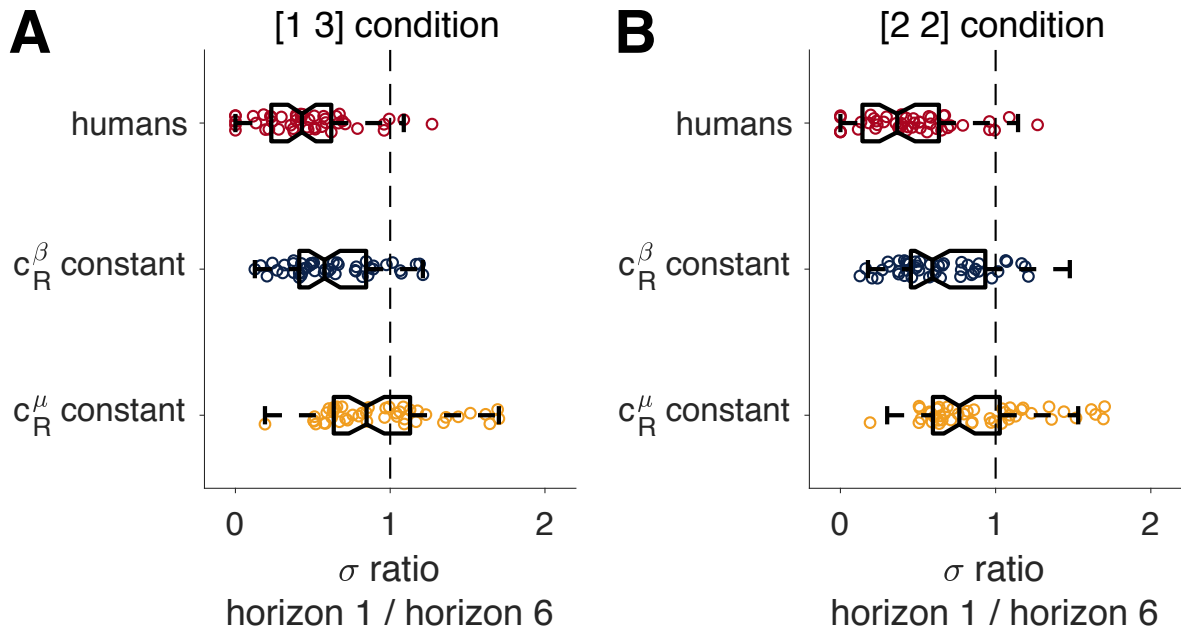 A
[1 3] condition
humans
c_R^β constant
c_R^μ constant
0 1 2
σ ratio
horizon 1 / horizon 6
B
[2 2] condition
humans
c_R^β constant
c_R^μ constant
0 1 2
σ ratio
horizon 1 / horizon 6